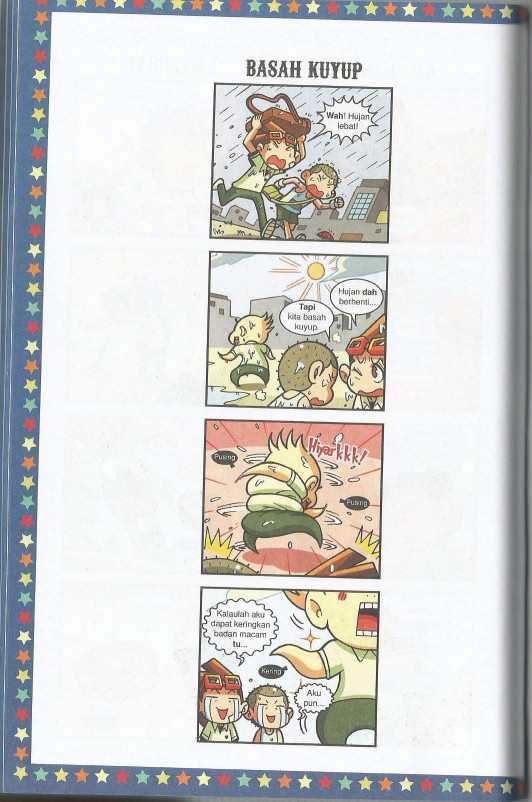 BASAH KUYUP
Wah! Hujan
lebat!
Hujan dah
berhenti...
Tapi
kita basah
kuyup.
Hiyarkkk!
Pusing
Pusing
Kalaulah aku
dapat keringkan
badan macam
tu...
Kering
Aku
pun...